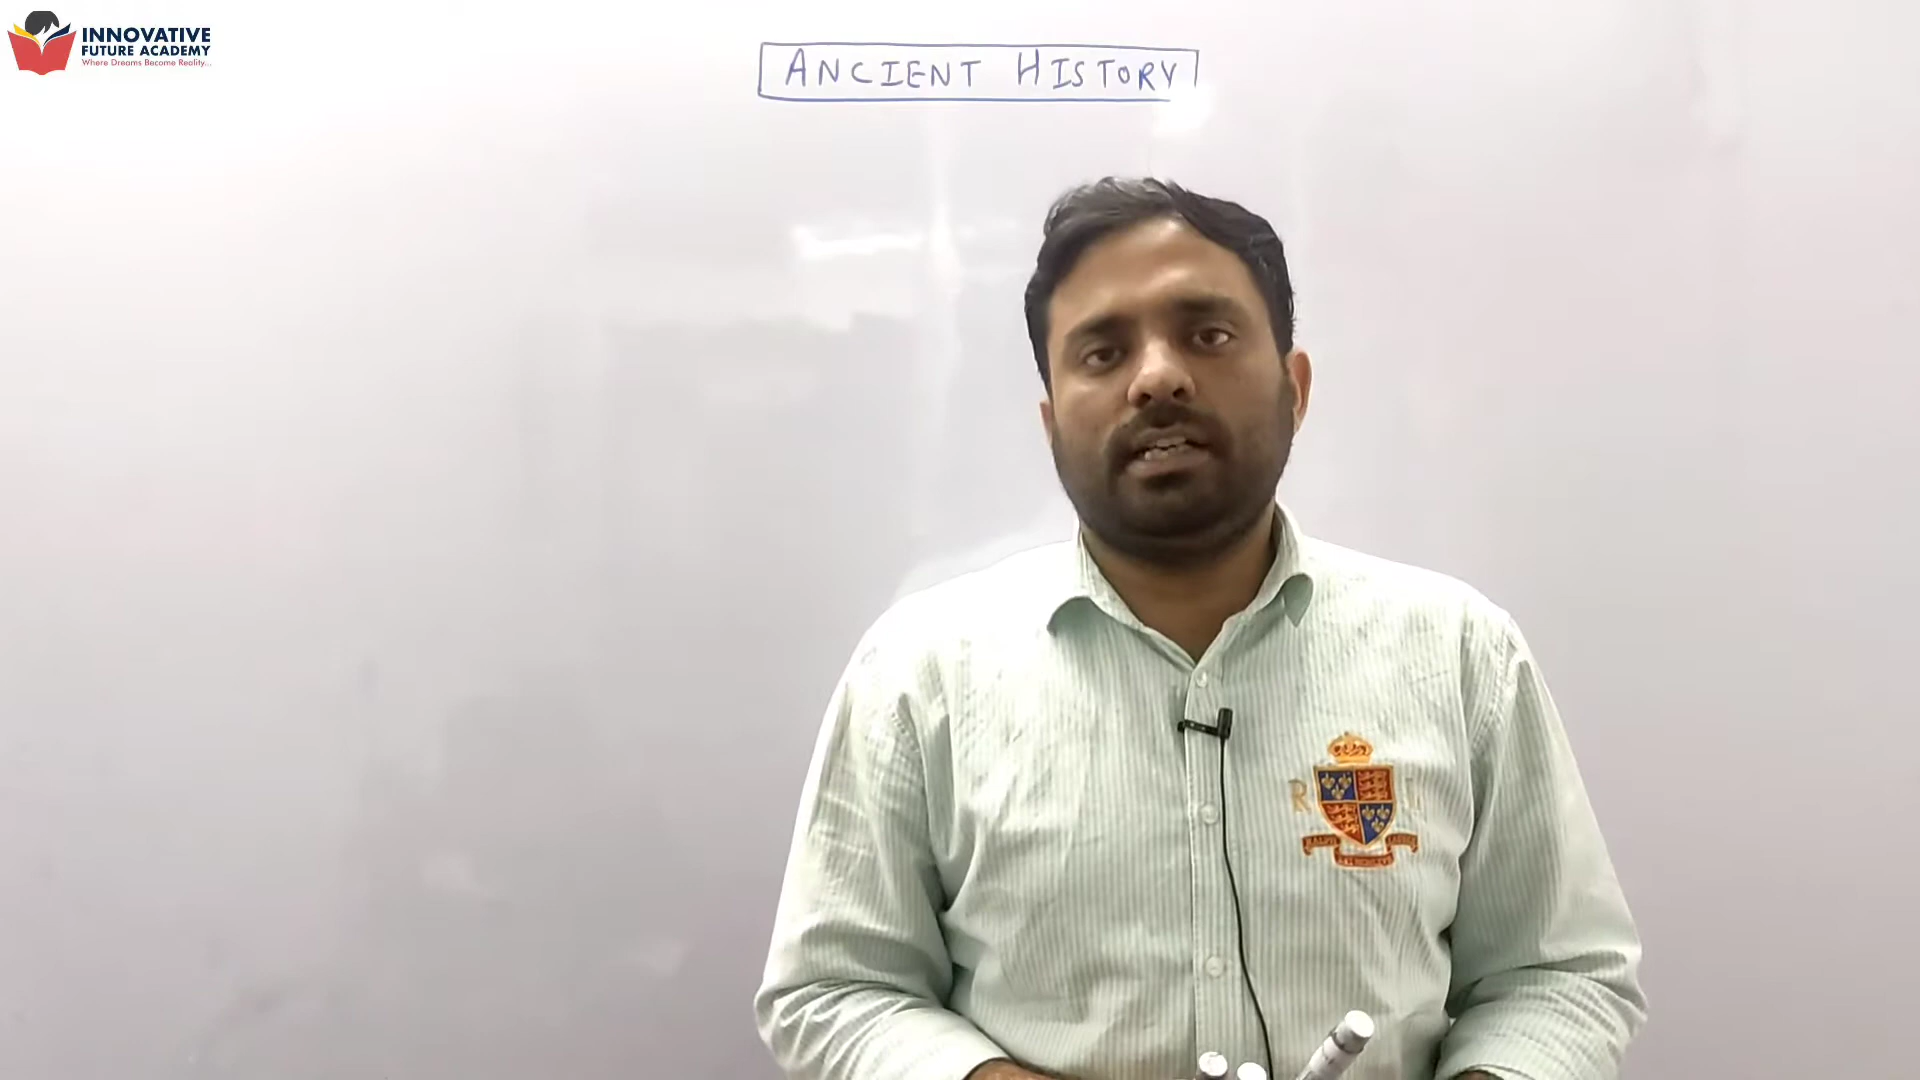 INNOVATIVE
FUTURE ACADEMY
Where Dreams Become Reality...
ANCIENT HISTORY
R